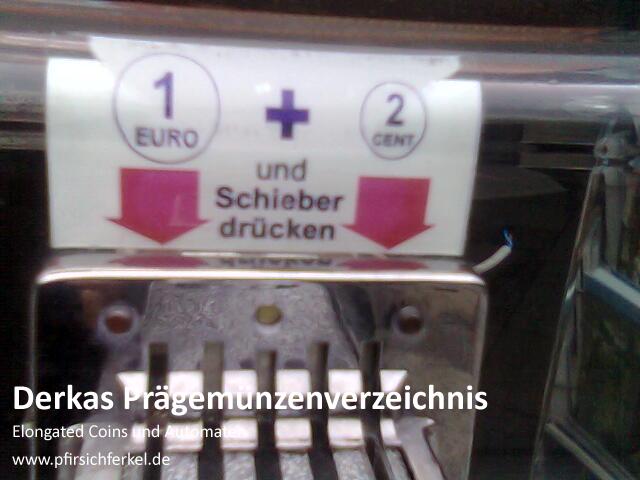 1
EURO
+
2
CENT
und
Schieber
drücken
Derkas Prägemünzenverzeichnis
Elongated Coins und Automaten
www.pfirsichferkel.de